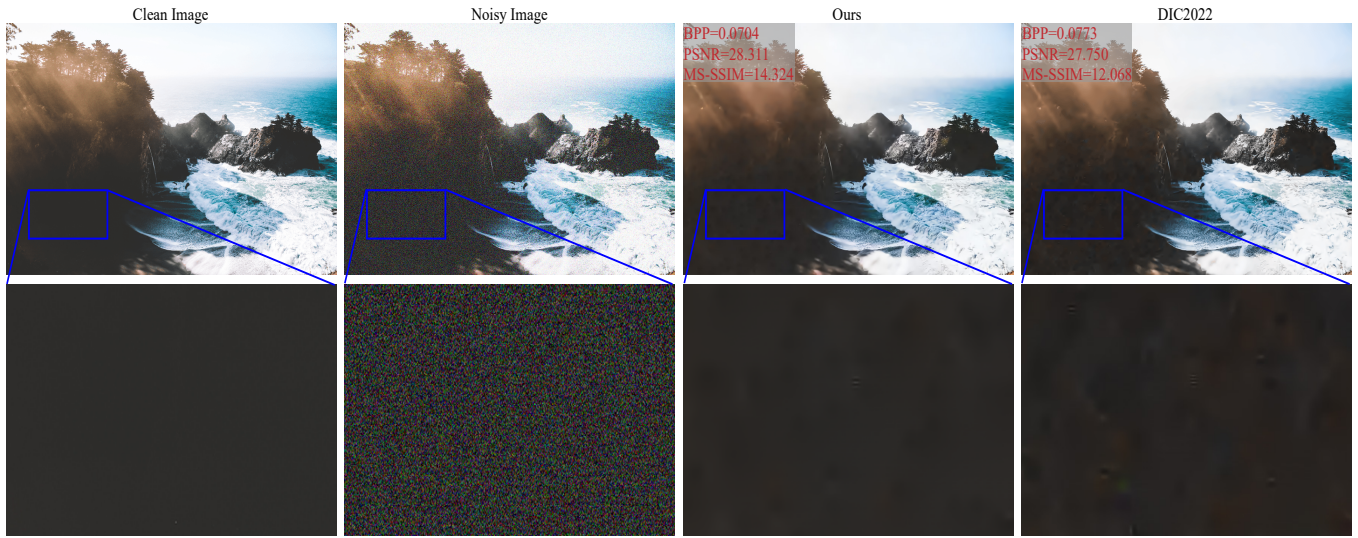 Clean Image
Noisy Image
Ours
DIC2022
BPP=0.0704
PSNR=28.311
MS-SSIM=14.324
BPP=0.0773
PSNR=27.750
MS-SSIM=12.068